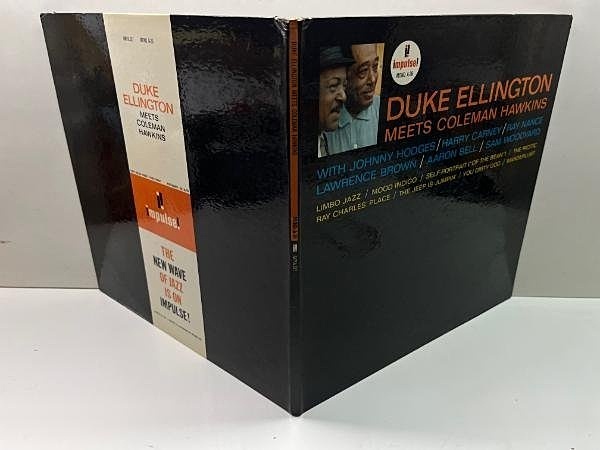 DUKE
ELLINGTON
MEETS
COLEMAN
HAWKINS
impulse!
THE
NEW WAVE
OF JAZZ
IS ON
IMPULSE!
DUKE ELLINGTON MEETS COLEMAN HAWKINS
impulse!
MONO A-26
DUKE ELLINGTON
MEETS COLEMAN HAWKINS
WITH JOHNNY HODGES / HARRY CARNEY / RAY NANCE
LAWRENCE BROWN / AARON BELL / SAM WOODYARD
LIMBO JAZZ / MOOD INDIGO / SELF PORTRAIT (OF THE BEAN) / THE RICITIC
RAY CHARLES' PLACE / THE JEEP IS JUMPIN' / YOU DIRTY DOG / WANDERLUST